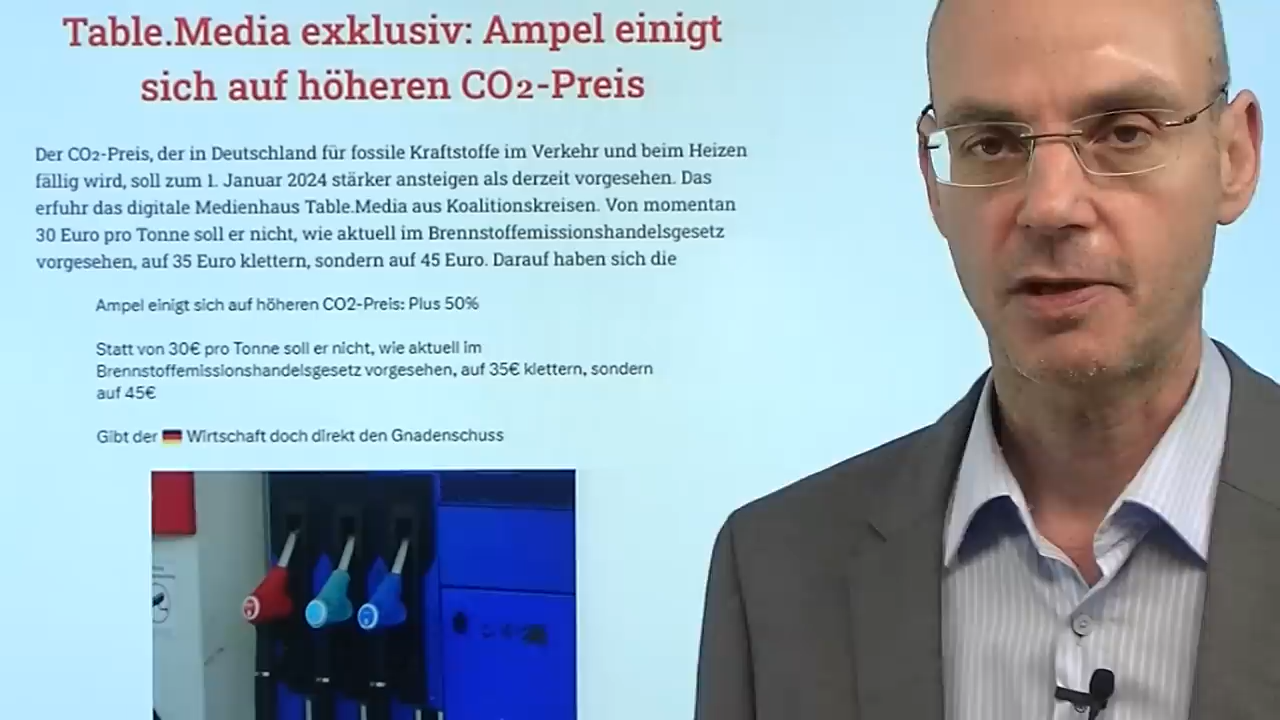 Table.Media exklusiv: Ampel einigt
sich auf höheren CO2-Preis
Der CO2-Preis, der in Deutschland für fossile Kraftstoffe im Verkehr und beim Heizen
fällig wird, soll zum 1. Januar 2024 stärker ansteigen als derzeit vorgesehen. Das
erfuhr das digitale Medienhaus Table.Media aus Koalitionskreisen. Von momentan
30 Euro pro Tonne soll er nicht, wie aktuell im Brennstoffemissionshandelsgesetz
vorgesehen, auf 35 Euro klettern, sondern auf 45 Euro. Darauf haben sich die
Ampel einigt sich auf höheren CO2-Preis: Plus 50%
Statt von 30€ pro Tonne soll er nicht, wie aktuell im
Brennstoffemissionshandelsgesetz vorgesehen, auf 35€ klettern, sondern
auf 45€
Gibt der 🇩🇪 Wirtschaft doch direkt den Gnadenschuss